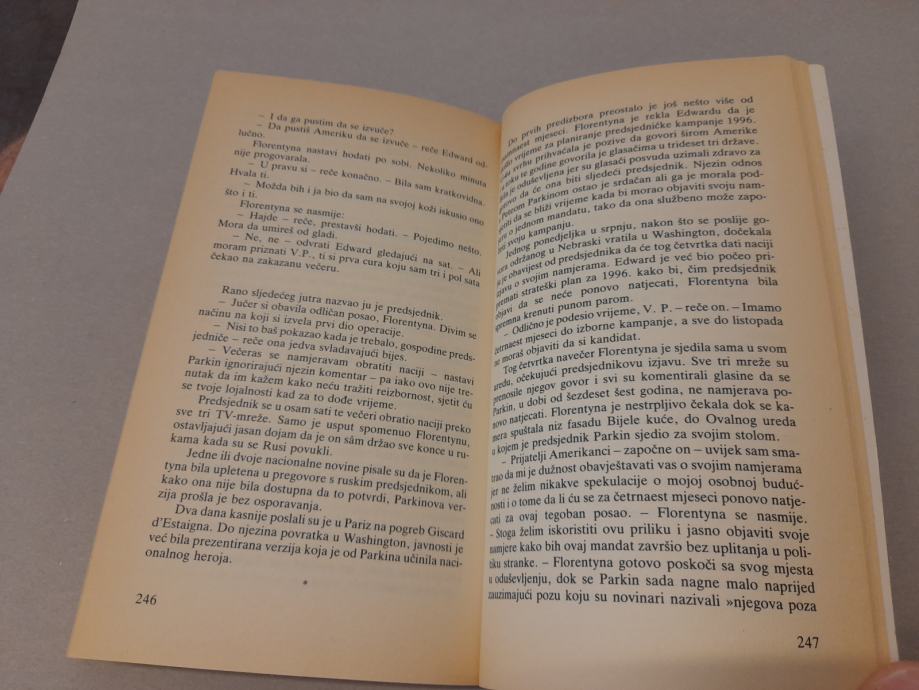 – I da ga pustim da se izvuče?
– Da pustiš Ameriku da se izvuče – reče Edward od-
lučno.
Florentyna nastavi hodati po sobi. Nekoliko minuta
nije progovarala.
– U pravu si – reče konačno. – Bila sam kratkovidna.
Hvala ti.
– Možda bih i ja bio da sam na svojoj koži iskusio ono
što i ti.
Florentyna se nasmije:
– Hajde – reče, prestavši hodati. – Pojedimo nešto.
Mora da umireš od gladi.
– Ne, ne – odvrati Edward gledajući na sat. – Ali
moram priznati V.P., ti si prva cura koju sam tri i pol sata
čekao na zakazanu večeru.
Rano sljedećeg jutra nazvao ju je predsjednik.
– Jučer si obavila odličan posao, Florentyna. Divim se
načinu na koji si izvela prvi dio operacije.
– Nisi to baš pokazao kada je trebalo, gospodine preds-
jedniče – reče ona jedva svladavajući bijes.
– Večeras se namjeravam obratiti naciji – nastavi
Parkin ignorirajući njezin komentar – pa iako ovo nije tre-
nutak da im kažem kako neću tražiti reizbornost, sjetit ću
se tvoje lojalnosti kad za to dođe vrijeme.
Predsjednik se u osam sati te večeri obratio naciji preko
sve tri TV-mreže. Samo je usput spomenuo Florentynu,
ostavljajući jasan dojam da je on sâm držao sve konce u ru-
kama kada su se Rusi povukli.
Jedne ili dvoje nacionalne novine pisale su da je Floren-
tyna bila upletena u pregovore s ruskim predsjednikom, ali
kako ona nije bila dostupna da to potvrdi, Parkinova ver-
zija prošla je bez osporavanja.
Dva dana kasnije poslali su je u Pariz na pogreb Giscard
d'Estaigna. Do njezina povratka u Washington, javnosti je
već bila prezentirana verzija koja je od Parkina učinila naci-
onalnog heroja.
*
246
Do prvih predizbora preostalo je još nešto više od
mjeseci. Florentyna je rekla Edwardu da je
vrijeme za planiranje predsjedničke kampanje 1996.
svrhu prihvaćala je pozive da govori širom Amerike
te godine govorila je glasačima u trideset tri države.
je oduševljena jer su glasači posvuda uzimali zdravo za
da će ona biti sljedeći predsjednik. Njezin odnos
Peterom Parkinom ostao je srdačan ali ga je morala pod-
da se bliži vrijeme kada bi morao objaviti svoju nam-
o jednom mandatu, tako da ona službeno može zapo-
svoju kampanju.
Jednog ponedjeljka u srpnju, nakon što se poslije go-
održanog u Nebraski vratila u Washington, dočekala
je obavijest od predsjednika da će tog četvrtka dati naciji
izjavu o svojim namjerama. Edward je već bio počeo pri-
premati strateški plan za 1996. kako bi, čim predsjednik
objavi da se neće ponovo natjecati, Florentyna bila
spremna krenuti punom parom.
– Odlično je podesio vrijeme, V. P. – reče on. – Imamo
četrnaest mjeseci do izborne kampanje, a sve do listopada
ne moraš objaviti da si kandidat.
Tog četvrtka navečer Florentyna je sjedila sama u svom
uredu, očekujući predsjednikovu izjavu. Sve tri mreže su
prenosile njegov govor i svi su komentirali glasine da se
Parkin, u dobi od šezdeset šest godina, ne namjerava po-
novo natjecati. Florentyna je nestrpljivo čekala dok se ka-
mera spuštala niz fasadu Bijele kuće, do Ovalnog ureda
u kojem je predsjednik Parkin sjedio za svojim stolom.
– Prijatelji Amerikanci – započne on – uvijek sam sma-
trao da mi je dužnost obavještavati vas o svojim namjerama
jer ne želim nikakve spekulacije o mojoj osobnoj buduć-
nosti i o tome da li ću se za četrnaest mjeseci ponovo natje-
cati za ovaj tegoban posao. – Florentyna se nasmije.
- Stoga želim iskoristiti ovu priliku i jasno objaviti svoje
namjere kako bih ovaj mandat završio bez uplitanja u poli-
tiku stranke. – Florentyna gotovo poskoči sa svog mjesta
u oduševljenju, dok se Parkin sada nagne malo naprijed
zauzimajući pozu koju su novinari nazivali »njegova poza
247